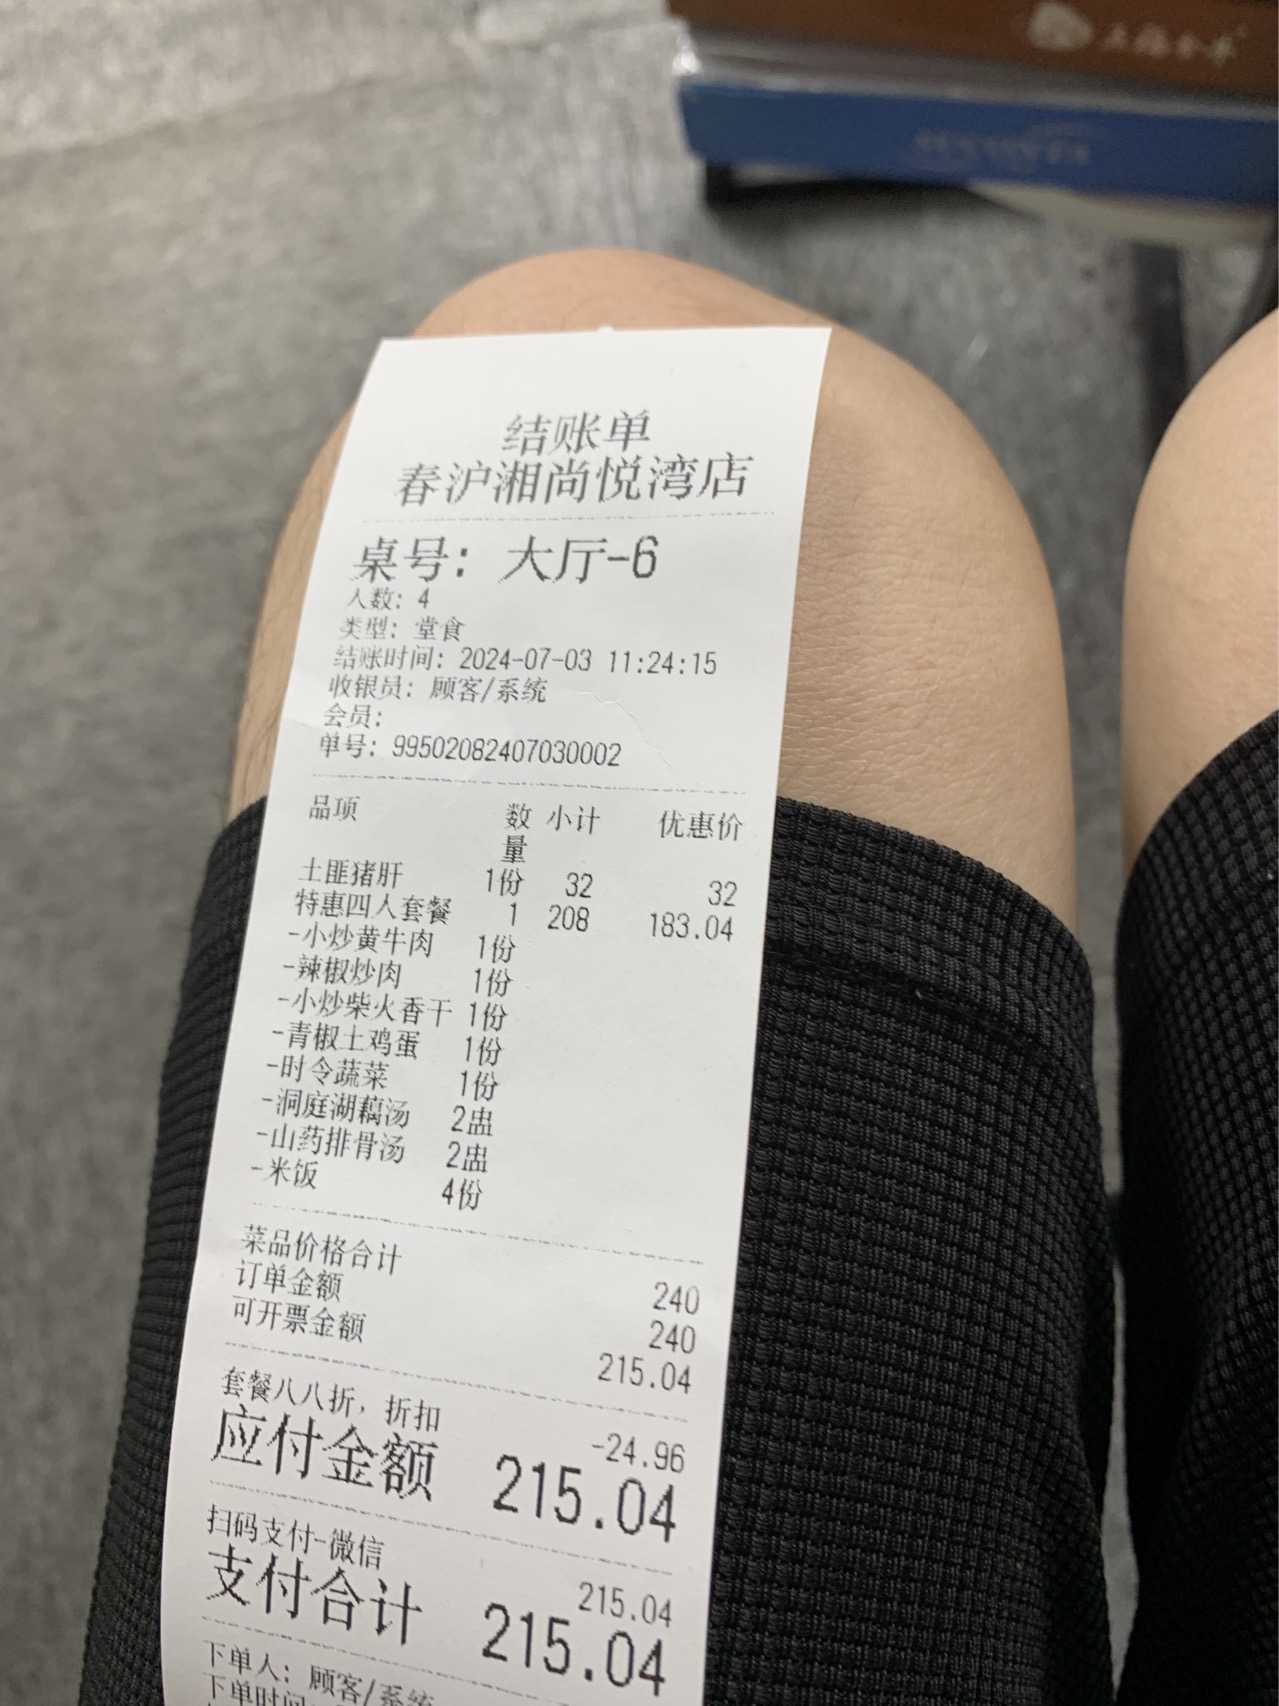 结账单
春沪湘尚悦湾店
桌号: 大厅-6
人数: 4
类型: 堂食
结账时间: 2024-07-03 11:24:15
收银员: 顾客/系统
会员:
单号: 99502082407030002
品项 数量 小计 优惠价
土匪猪肝 1份 32 32
特惠四人套餐 1 208 183.04
-小炒黄牛肉 1份
-辣椒炒肉 1份
-小炒柴火香干 1份
-青椒土鸡蛋 1份
-时令蔬菜 1份
-洞庭湖藕汤 2盅
-山药排骨汤 2盅
-米饭 4份
菜品价格合计 240
订单金额 240
可开票金额 215.04
套餐八八折, 折扣 -24.96
应付金额 215.04
扫码支付-微信 215.04
支付合计 215.04
下单人: 顾客/系统
下单时间